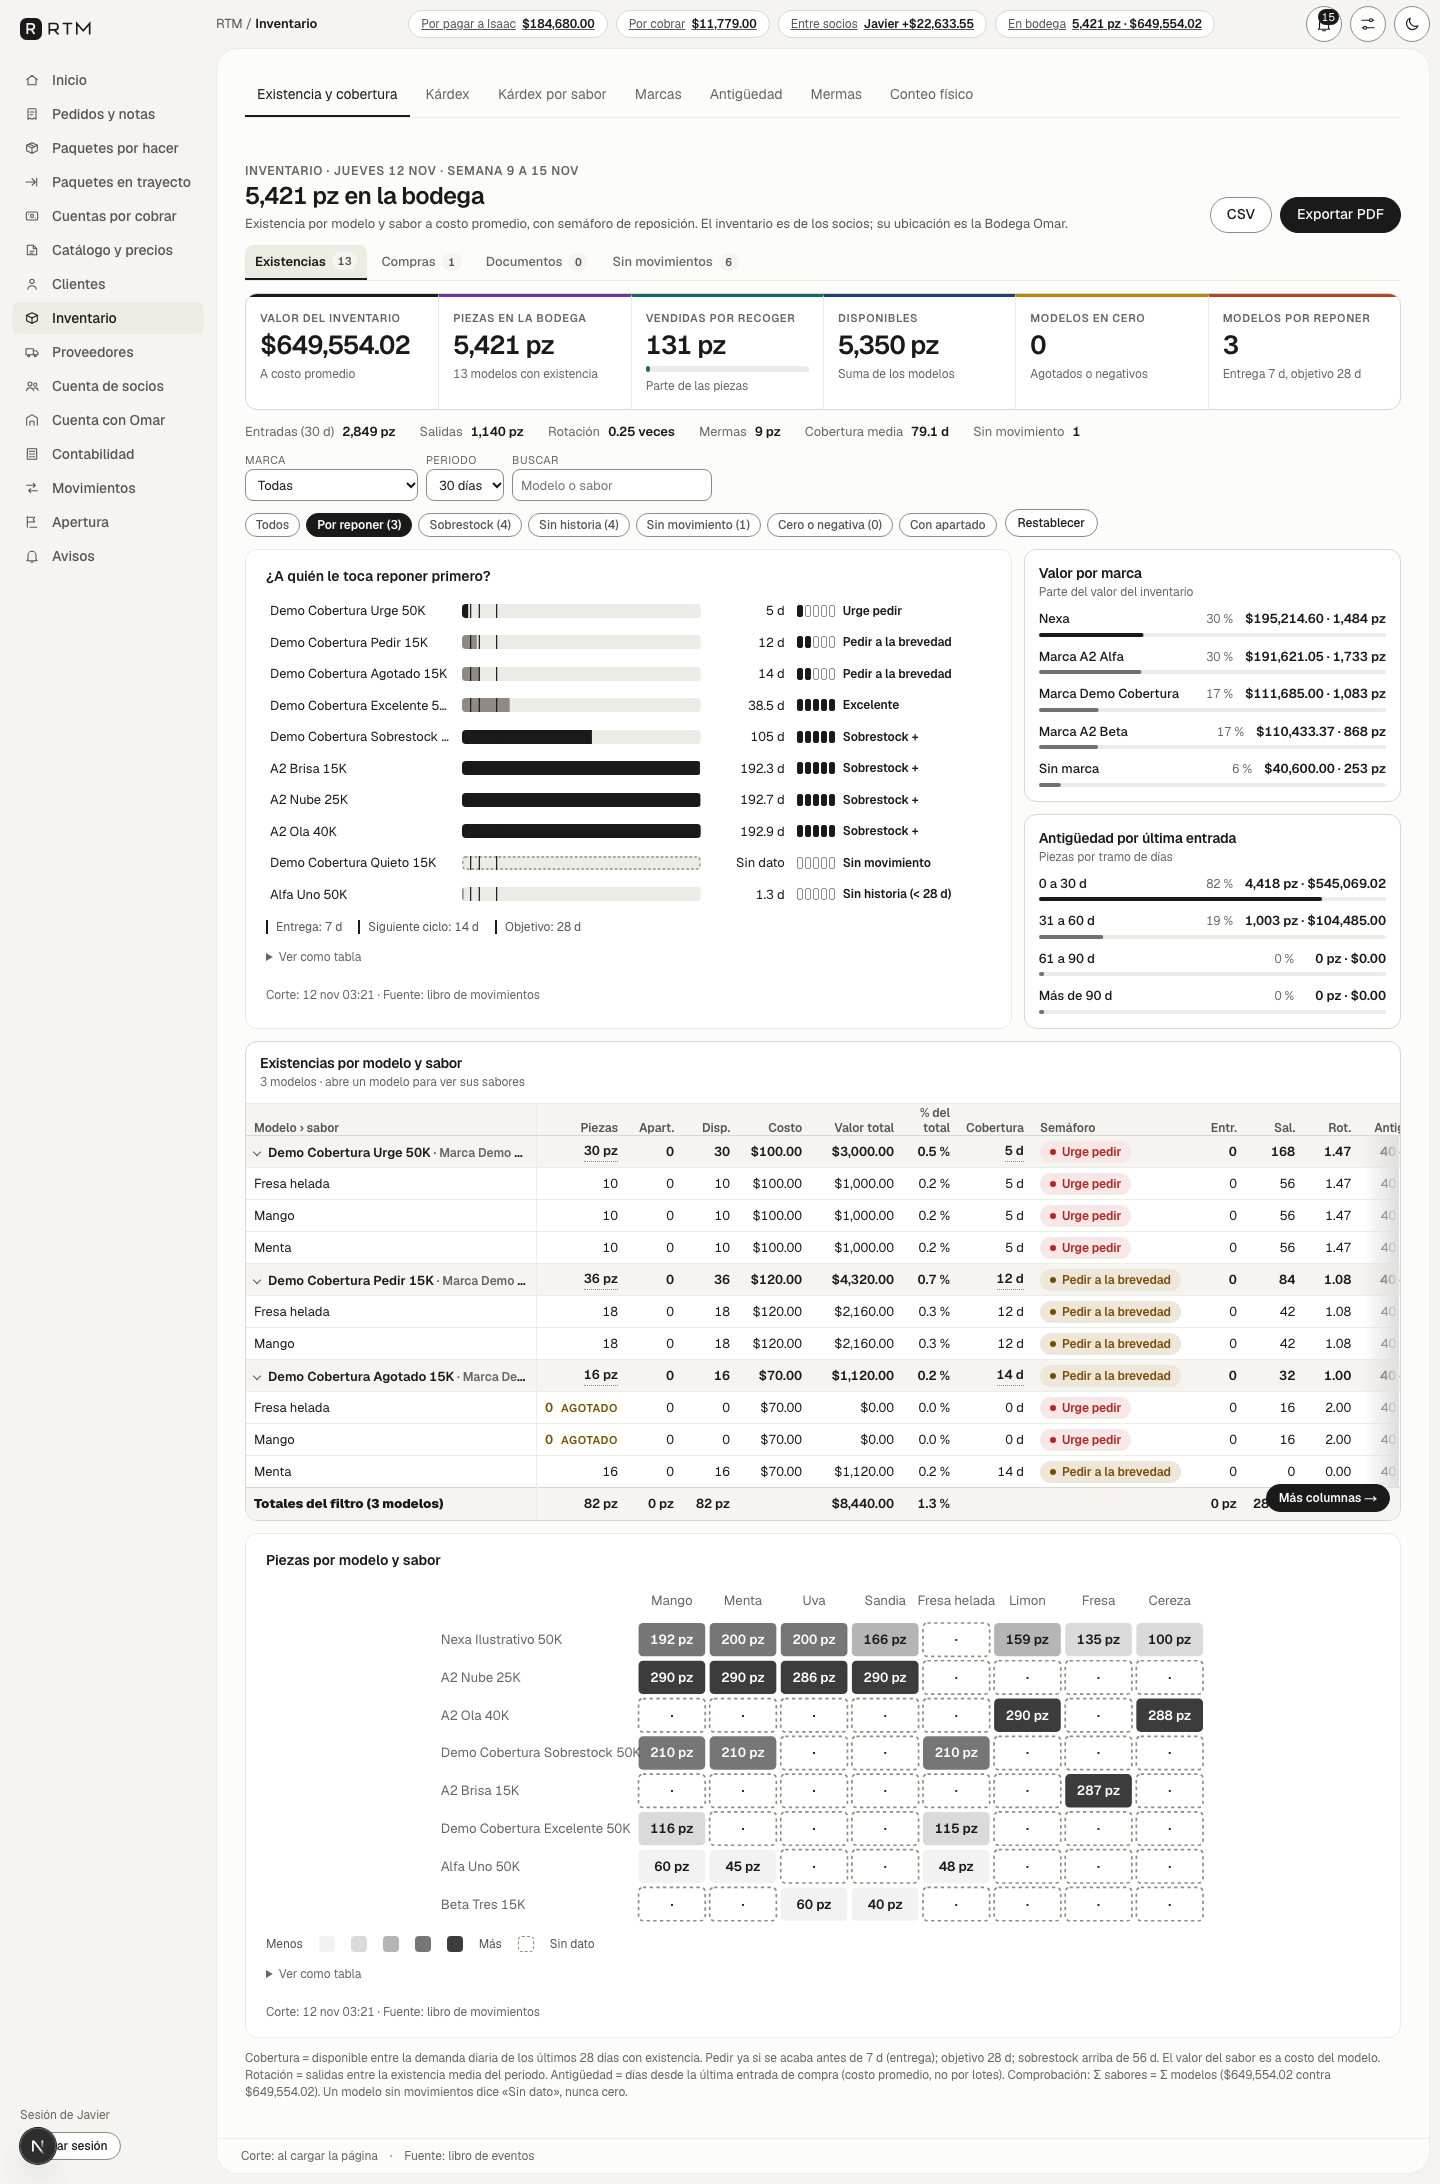 R RTM
RTM / Inventario
Por pagar a Isaac $184,680.00
Por cobrar $11,779.00
Entre socios Javier +$22,633.55
En bodega 5,421 pz · $649,554.02
15
Inicio
Pedidos y notas
Paquetes por hacer
Paquetes en trayecto
Cuentas por cobrar
Catálogo y precios
Clientes
Inventario
Proveedores
Cuenta de socios
Cuenta con Omar
Contabilidad
Movimientos
Apertura
Avisos
Existencia y cobertura Kárdex Kárdex por sabor Marcas Antigüedad Mermas Conteo físico
INVENTARIO · JUEVES 12 NOV · SEMANA 9 A 15 NOV
5,421 pz en la bodega
Existencia por modelo y sabor a costo promedio, con semáforo de reposición. El inventario es de los socios; su ubicación es la Bodega Omar.
CSV
Exportar PDF
Existencias 13 Compras 1 Documentos 0 Sin movimientos 6
VALOR DEL INVENTARIO
$649,554.02
A costo promedio
PIEZAS EN LA BODEGA
5,421 pz
13 modelos con existencia
VENDIDAS POR RECOGER
131 pz
Parte de las piezas
DISPONIBLES
5,350 pz
Suma de los modelos
MODELOS EN CERO
0
Agotados o negativos
MODELOS POR REPONER
3
Entrega 7 d, objetivo 28 d
Entradas (30 d) 2,849 pz Salidas 1,140 pz Rotación 0.25 veces Mermas 9 pz Cobertura media 79.1 d Sin movimiento 1
MARCA PERIODO BUSCAR
Todas 30 días Modelo o sabor
Todos Por reponer (3) Sobrestock (4) Sin historia (4) Sin movimiento (1) Cero o negativa (0) Con apartado Restablecer
¿A quién le toca reponer primero?
Demo Cobertura Urge 50K 5 d Urge pedir
Demo Cobertura Pedir 15K 12 d Pedir a la brevedad
Demo Cobertura Agotado 15K 14 d Pedir a la brevedad
Demo Cobertura Excelente 5… 38.5 d Excelente
Demo Cobertura Sobrestock … 105 d Sobrestock +
A2 Brisa 15K 192.3 d Sobrestock +
A2 Nube 25K 192.7 d Sobrestock +
A2 Ola 40K 192.9 d Sobrestock +
Demo Cobertura Quieto 15K Sin dato Sin movimiento
Alfa Uno 50K 1.3 d Sin historia (< 28 d)
Entrega: 7 d Siguiente ciclo: 14 d Objetivo: 28 d
Ver como tabla
Corte: 12 nov 03:21 · Fuente: libro de movimientos
Valor por marca
Parte del valor del inventario
Nexa 30 % $195,214.60 · 1,484 pz
Marca A2 Alfa 30 % $191,621.05 · 1,733 pz
Marca Demo Cobertura 17 % $111,685.00 · 1,083 pz
Marca A2 Beta 17 % $110,433.37 · 868 pz
Sin marca 6 % $40,600.00 · 253 pz
Antigüedad por última entrada
Piezas por tramo de días
0 a 30 d 82 % 4,418 pz · $545,069.02
31 a 60 d 19 % 1,003 pz · $104,485.00
61 a 90 d 0 % 0 pz · $0.00
Más de 90 d 0 % 0 pz · $0.00
Existencias por modelo y sabor
3 modelos · abre un modelo para ver sus sabores
Modelo › sabor Piezas Apart. Disp. Costo Valor total % del total Cobertura Semáforo Entr. Sal. Rot.
Demo Cobertura Urge 50K · Marca Demo … 30 pz 0 30 $100.00 $3,000.00 0.5 % 5 d Urge pedir 0 168 1.47 40
Fresa helada 10 0 10 $100.00 $1,000.00 0.2 % 5 d Urge pedir 0 56 1.47 40
Mango 10 0 10 $100.00 $1,000.00 0.2 % 5 d Urge pedir 0 56 1.47 40
Menta 10 0 10 $100.00 $1,000.00 0.2 % 5 d Urge pedir 0 56 1.47 40
Demo Cobertura Pedir 15K · Marca Demo … 36 pz 0 36 $120.00 $4,320.00 0.7 % 12 d Pedir a la brevedad 0 84 1.08 40
Fresa helada 18 0 18 $120.00 $2,160.00 0.3 % 12 d Pedir a la brevedad 0 42 1.08 40
Mango 18 0 18 $120.00 $2,160.00 0.3 % 12 d Pedir a la brevedad 0 42 1.08 40
Demo Cobertura Agotado 15K · Marca De… 16 pz 0 16 $70.00 $1,120.00 0.2 % 14 d Pedir a la brevedad 0 32 1.00 40
Fresa helada 0 AGOTADO 0 0 $70.00 $0.00 0.0 % 0 d Urge pedir 0 16 2.00 40
Mango 0 AGOTADO 0 0 $70.00 $0.00 0.0 % 0 d Urge pedir 0 16 2.00 40
Menta 16 0 16 $70.00 $1,120.00 0.2 % 14 d Pedir a la brevedad 0 0 0.00 40
Totales del filtro (3 modelos) 82 pz 0 pz 82 pz $8,440.00 1.3 % 0 pz
Más columnas →
Piezas por modelo y sabor
Mango Menta Uva Sandia Fresa helada Limon Fresa Cereza
Nexa Ilustrativo 50K 192 pz 200 pz 200 pz 166 pz · 159 pz 135 pz 100 pz
A2 Nube 25K 290 pz 290 pz 286 pz 290 pz · · · ·
A2 Ola 40K · · · · · 290 pz · 288 pz
Demo Cobertura Sobrestock 50K 210 pz 210 pz · · 210 pz · · ·
A2 Brisa 15K · · · · · · 287 pz ·
Demo Cobertura Excelente 50K 116 pz · · · 115 pz · · ·
Alfa Uno 50K 60 pz 45 pz · · 48 pz · · ·
Beta Tres 15K · · 60 pz 40 pz · · · ·
Menos Más Sin dato
Ver como tabla
Corte: 12 nov 03:21 · Fuente: libro de movimientos
Cobertura = disponible entre la demanda diaria de los últimos 28 días con existencia. Pedir ya si se acaba antes de 7 d (entrega); objetivo 28 d; sobrestock arriba de 56 d. El valor del sabor es a costo del modelo.
Rotación = salidas entre la existencia media del periodo. Antigüedad = días desde la última entrada de compra (costo promedio, no por lotes). Comprobación: Σ sabores = Σ modelos ($649,554.02 contra
$649,554.02). Un modelo sin movimientos dice «Sin dato», nunca cero.
Sesión de Javier
N ar sesión
Corte: al cargar la página · Fuente: libro de eventos